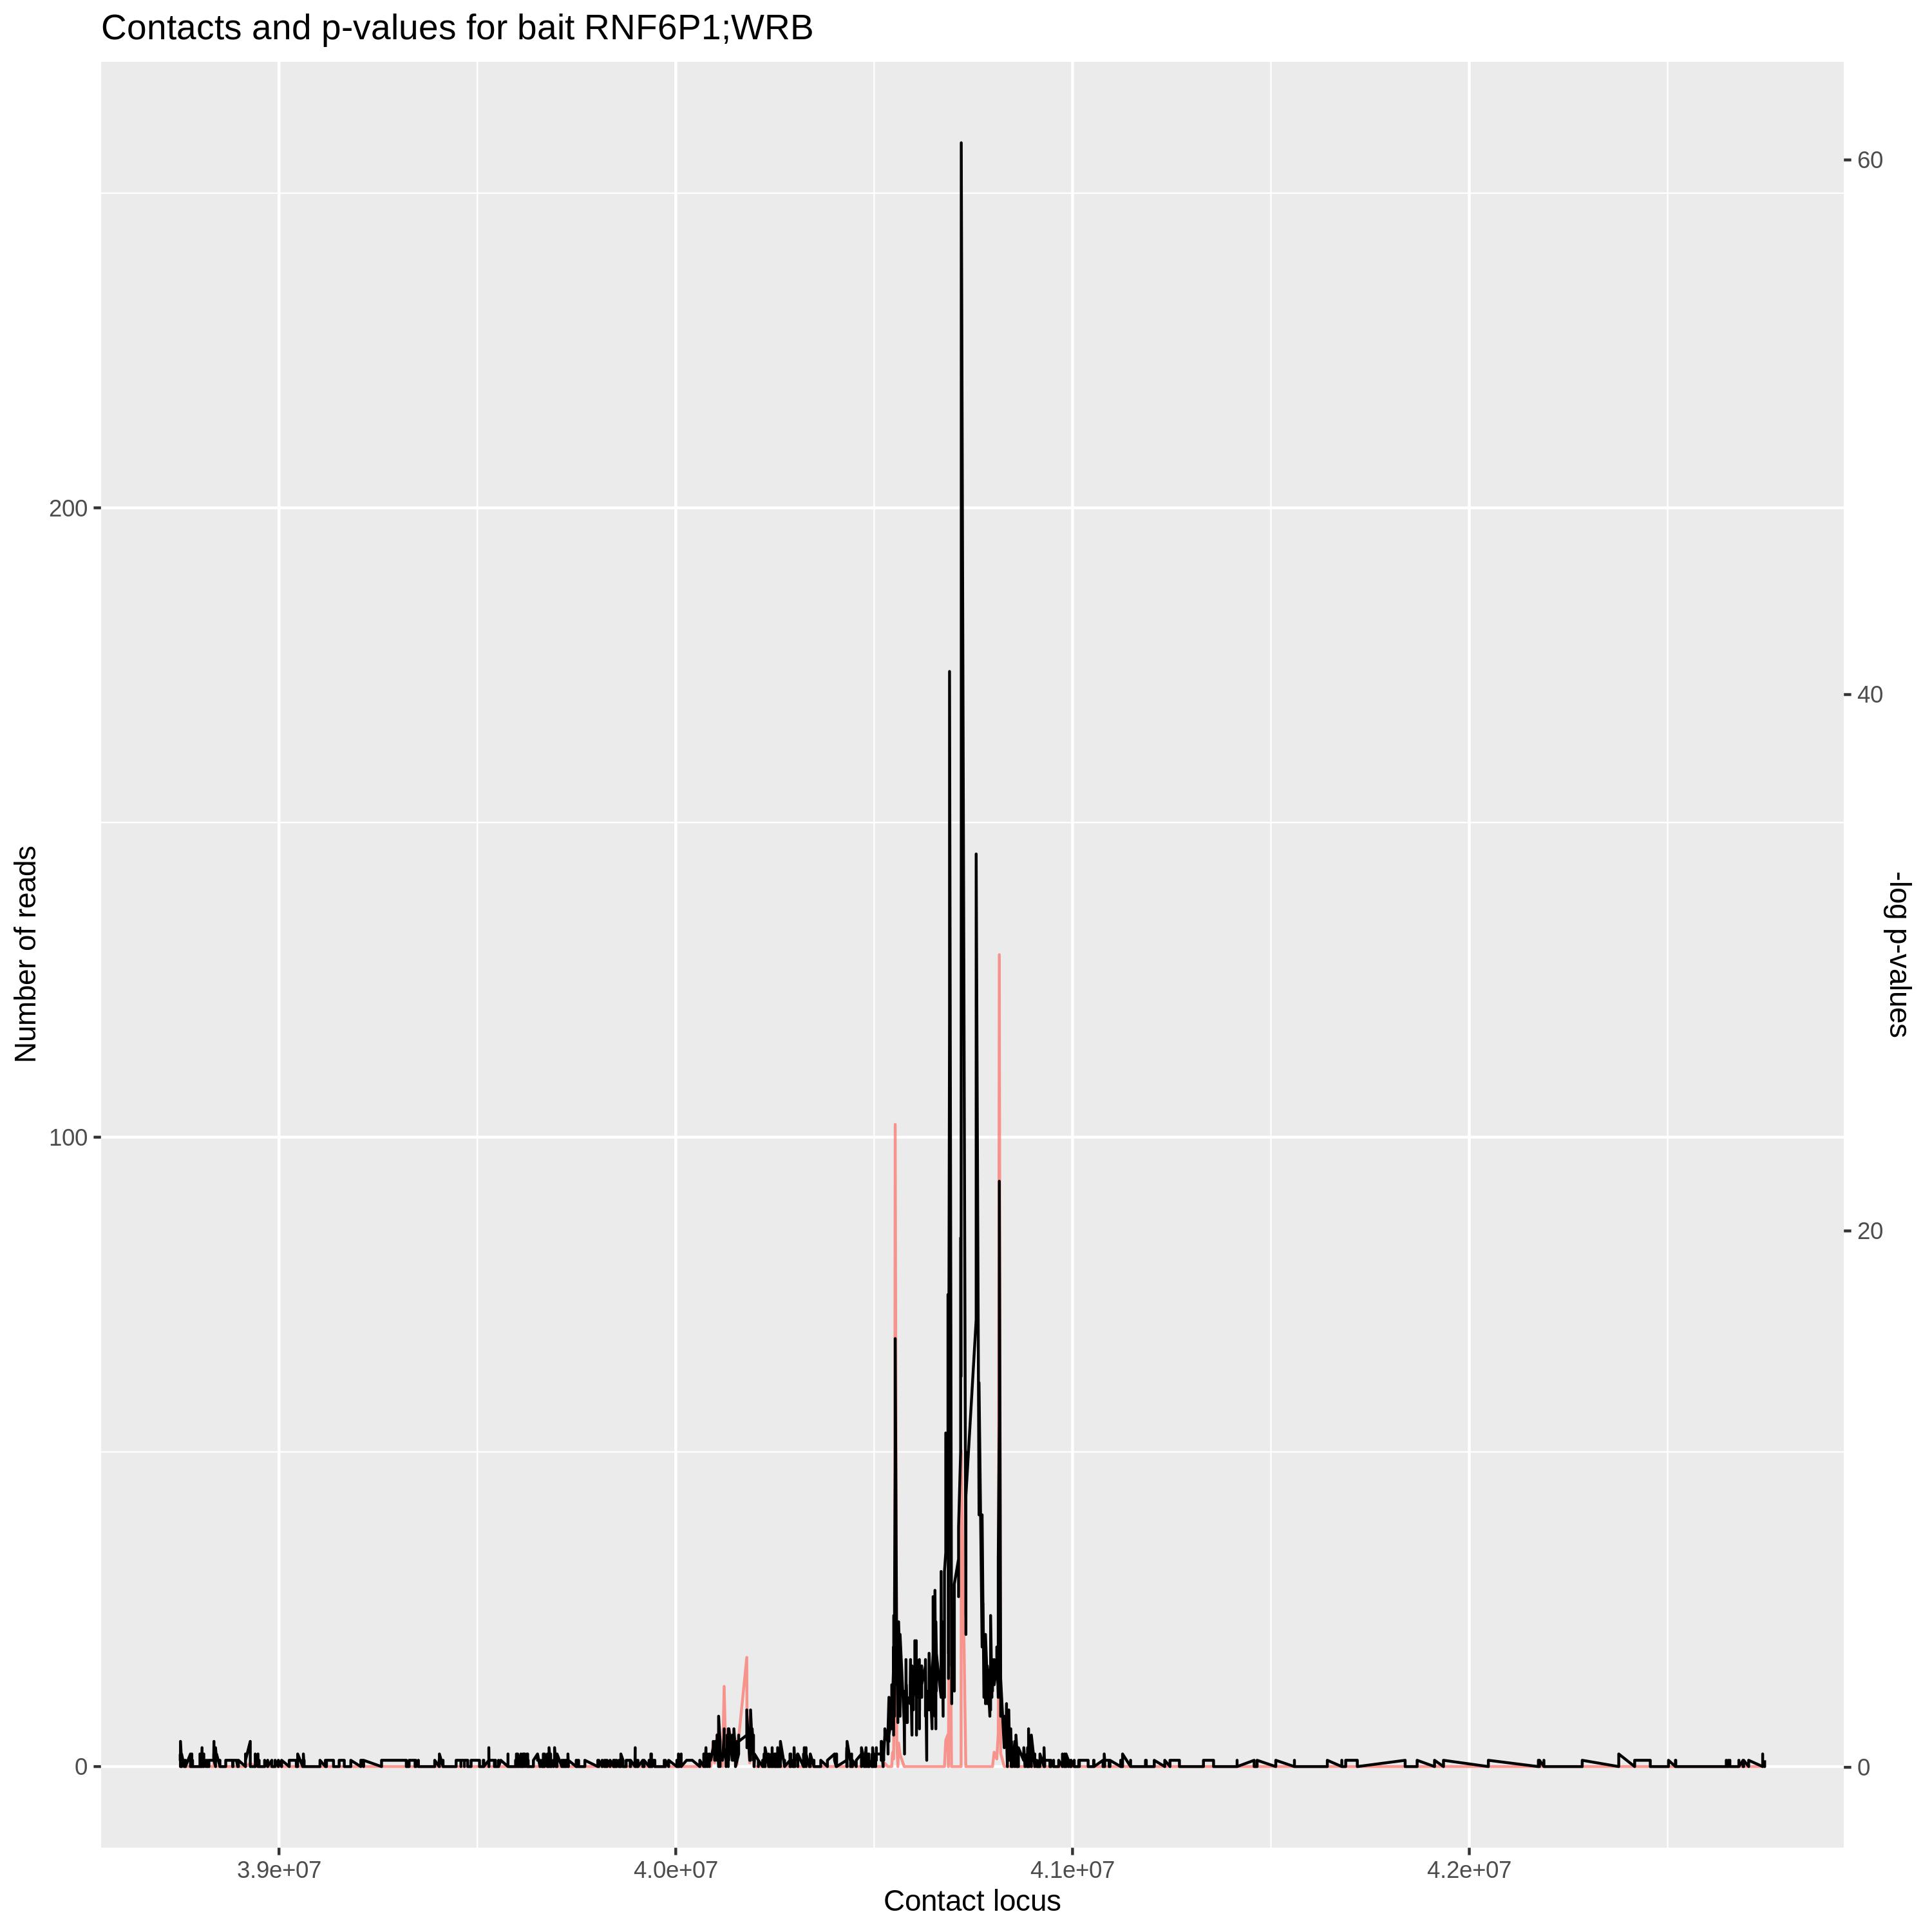 Contacts and p-values for bait RNF6P1;WRB
60
200
40
Number of reads
-log p-values
100
20
0
0
3.9e+07
4.0e+07
4.1e+07
4.2e+07
Contact locus